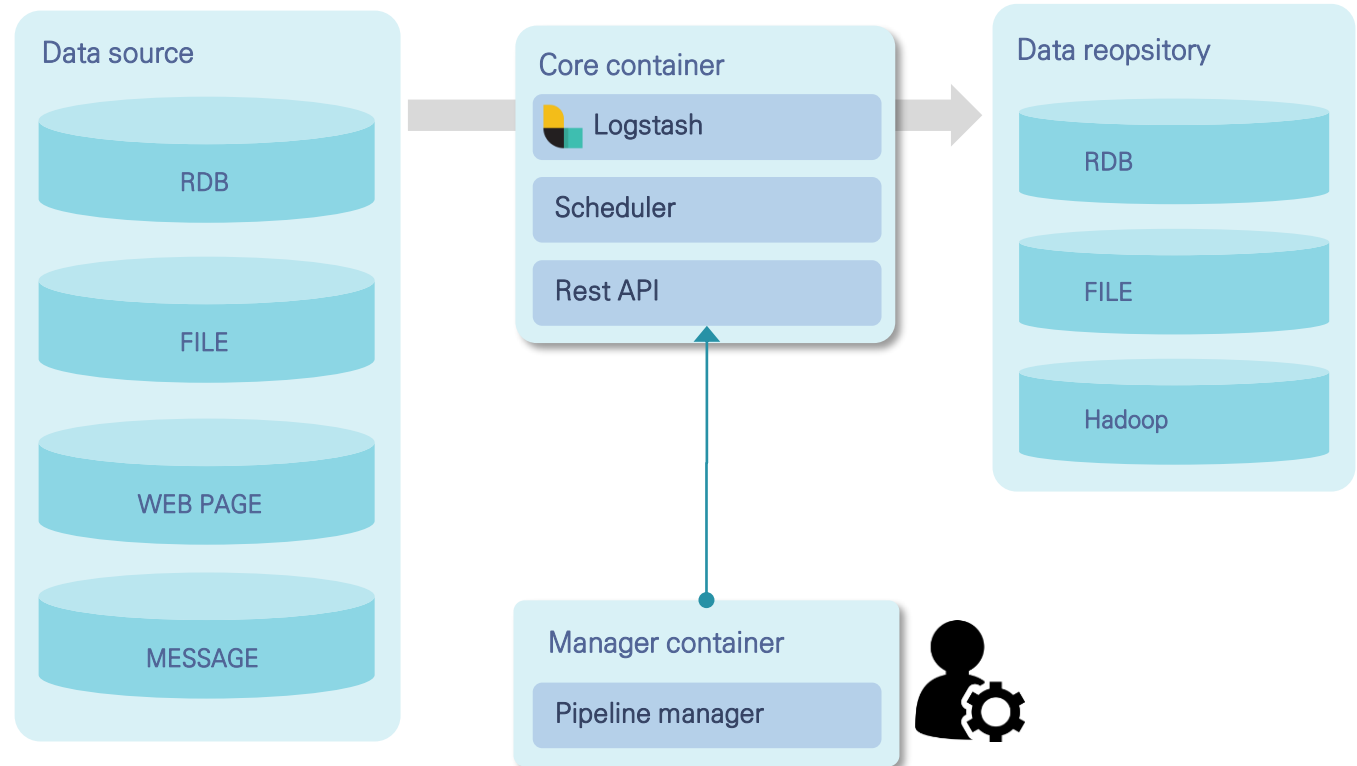 Data source
RDB
FILE
WEB PAGE
MESSAGE
Core container
Logstash
Scheduler
Rest API
Manager container
Pipeline manager
Data reopsitory
RDB
FILE
Hadoop